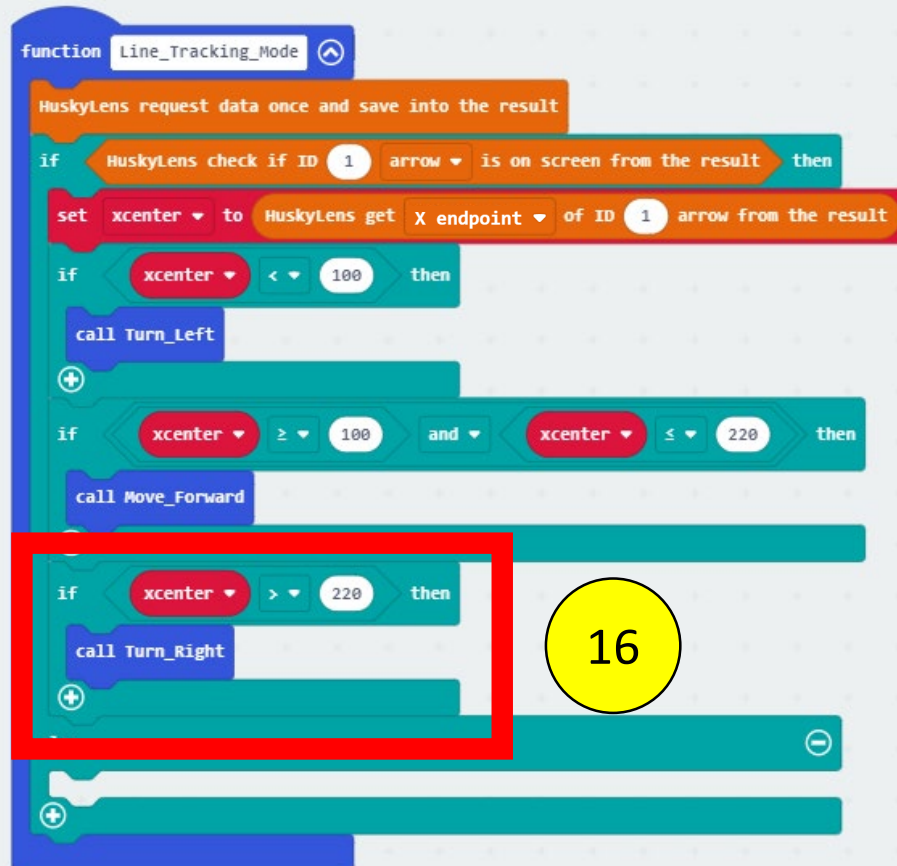 function Line_Tracking_Mode
HuskyLens request data once and save into the result
if HuskyLens check if ID 1 arrow is on screen from the result then
set xcenter to HuskyLens get X endpoint of ID 1 arrow from the result
if xcenter < 100 then
call Turn_Left
if xcenter ≥ 100 and xcenter ≤ 220 then
call Move_Forward
if xcenter > 220 then
call Turn_Right
16